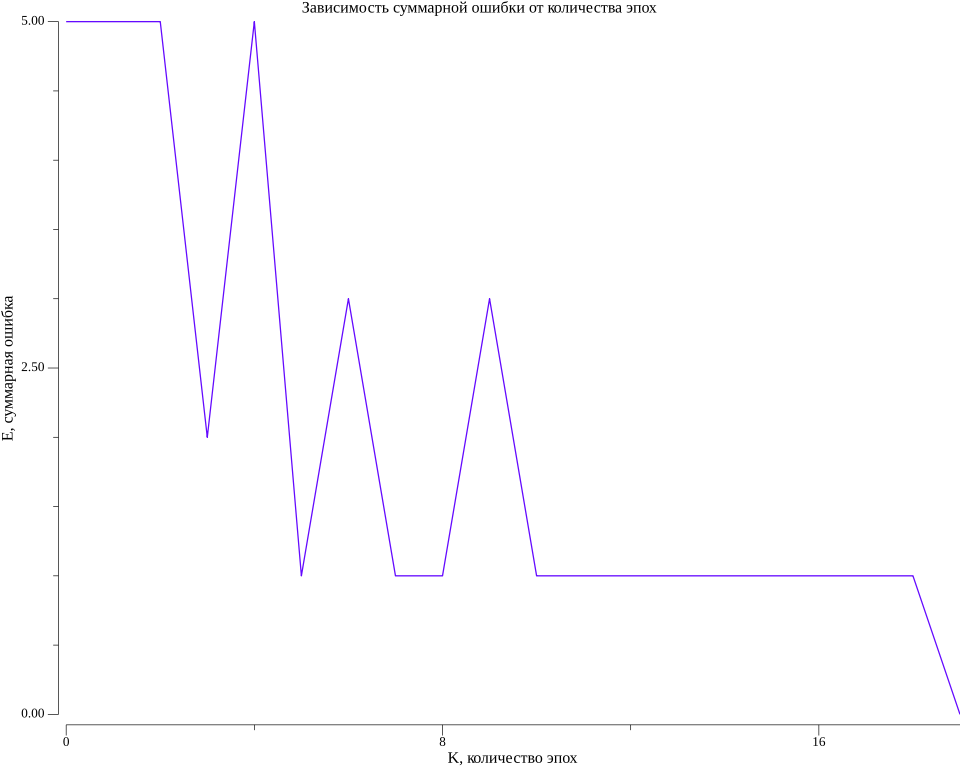 Зависимость суммарной ошибки от количества эпох
5.00
2.50
0.00
E, суммарная ошибка
0
8
16
K, количество эпох